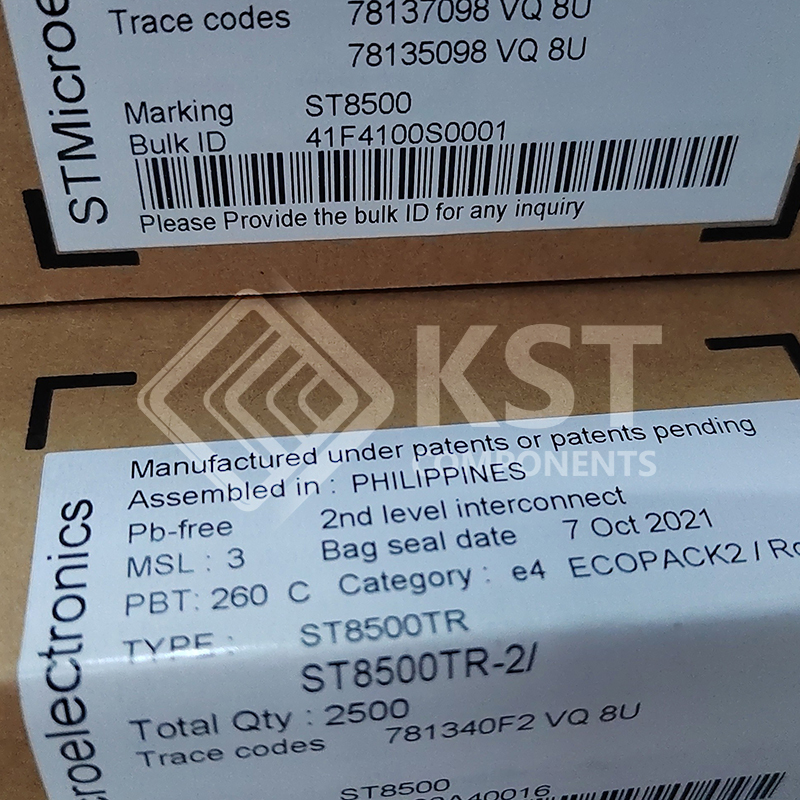 STMicroe
Trace codes 78137098 VQ 8U
78135098 VQ 8U
Marking ST8500
Bulk ID 41F4100S0001
Please Provide the bulk ID for any inquiry
KST
COMPONENTS
roelectronics
Manufactured under patents or patents pending
Assembled in : PHILIPPINES
Pb-free 2nd level interconnect
MSL : 3 Bag seal date 7 Oct 2021
PBT: 260 C Category : e4 ECOPACK2 / Ro
TYPE : ST8500TR
ST8500TR-2/
Total Qty : 2500
Trace codes 781340F2 VQ 8U
ST8500